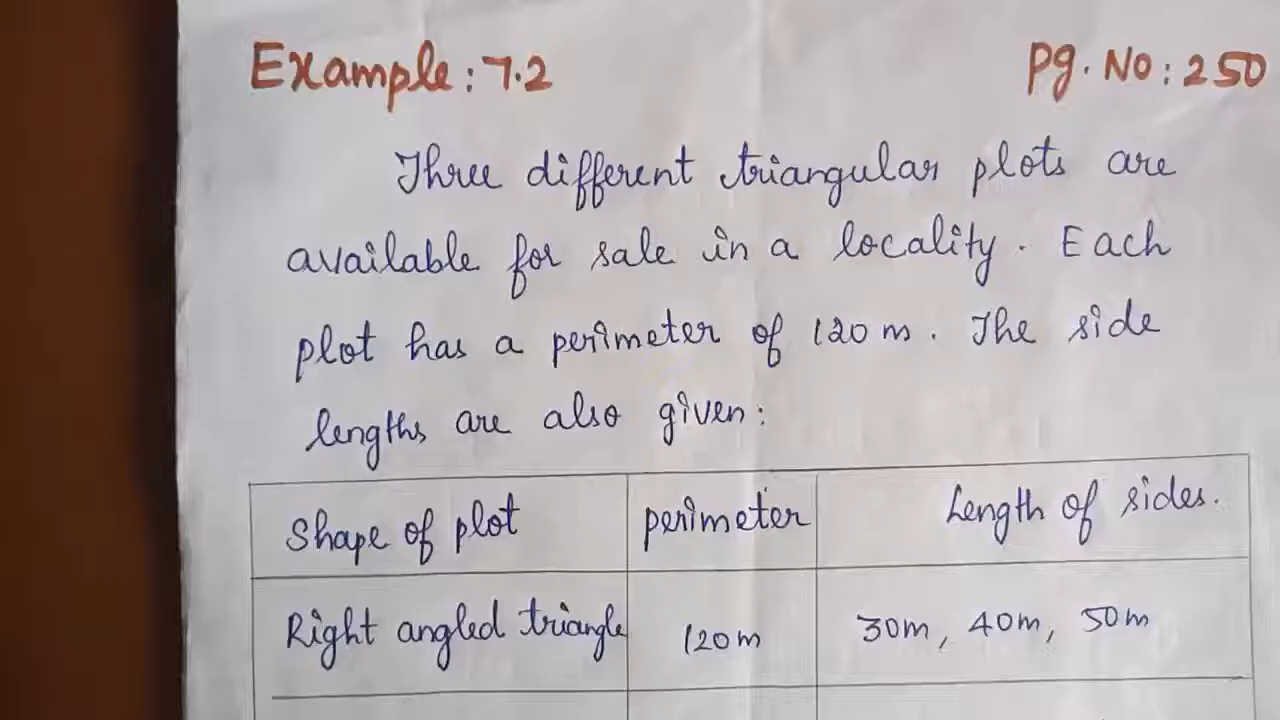 Example: 7.2 Pg. No: 250
Three different triangular plots are
available for sale in a locality. Each
plot has a perimeter of 120 m. The side
lengths are also given:
Shape of plot perimeter Length of sides.
Right angled triangle 120 m 30m, 40m, 50m